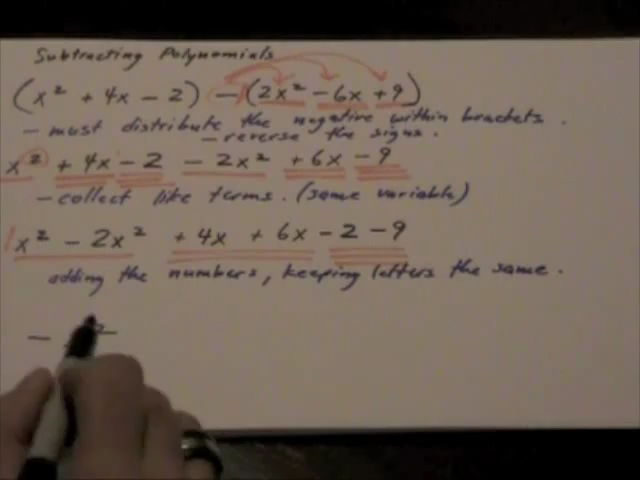 Subtracting Polynomials
(x² + 4x - 2) -1(2x² - 6x + 9)
- must distribute the negative within brackets.
- reverse the signs.
x² + 4x - 2 - 2x² + 6x - 9
- collect like terms. (same variable)
1x² - 2x² + 4x + 6x - 2 - 9
adding the numbers, keeping letters the same.
-